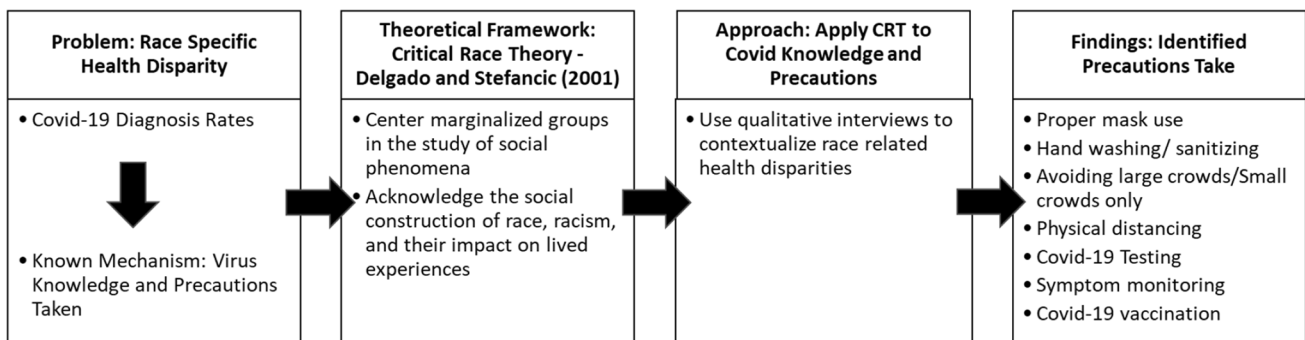 Problem: Race Specific
Health Disparity
• Covid-19 Diagnosis Rates
• Known Mechanism: Virus
Knowledge and Precautions
Taken
Theoretical Framework:
Critical Race Theory -
Delgado and Stefancic (2001)
• Center marginalized groups
in the study of social
phenomena
• Acknowledge the social
construction of race, racism,
and their impact on lived
experiences
Approach: Apply CRT to
Covid Knowledge and
Precautions
• Use qualitative interviews to
contextualize race related
health disparities
Findings: Identified
Precautions Take
• Proper mask use
• Hand washing/ sanitizing
• Avoiding large crowds/Small
crowds only
• Physical distancing
• Covid-19 Testing
• Symptom monitoring
• Covid-19 vaccination